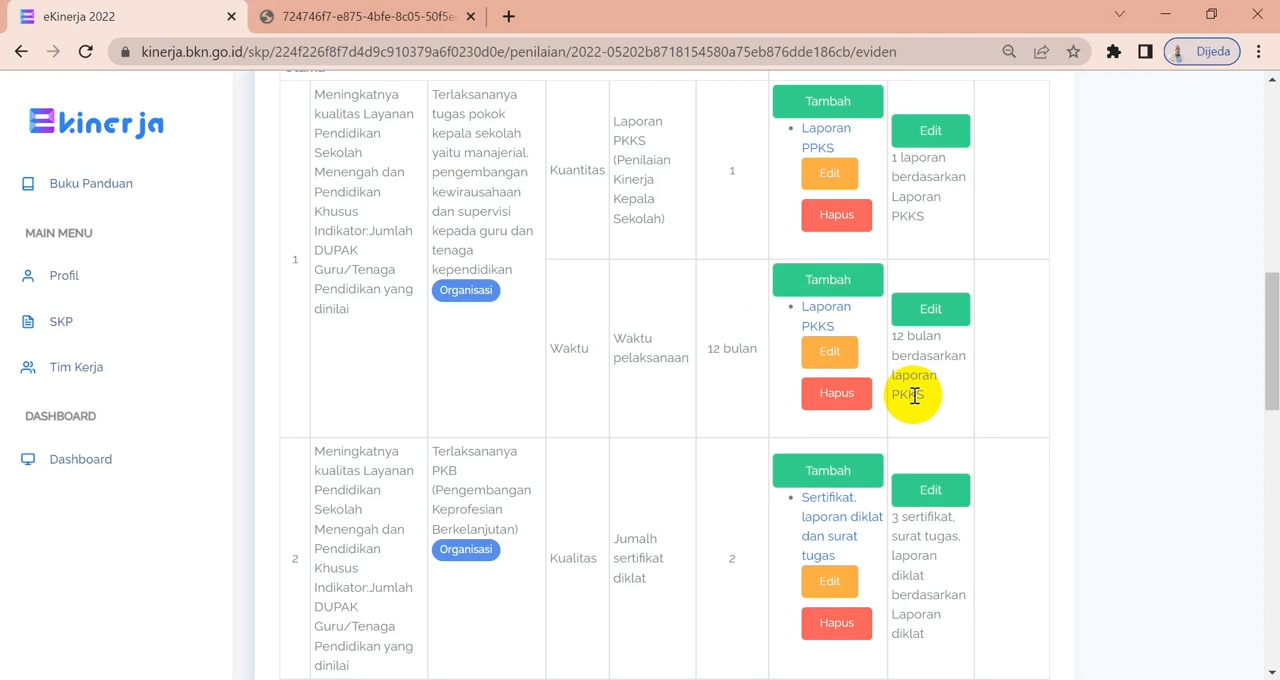 eKinerja 2022
724746f7-e875-4bfe-8c05-50f5e
kinerja.bkn.go.id/skp/224f226f8f7d4d9c910379a6f0230d0e/penilaian/2022-05202b8718154580a75eb876dde186cb/eviden
Dijeda
Ekinerja
Buku Panduan
MAIN MENU
Profil
SKP
Tim Kerja
DASHBOARD
Dashboard
1
Meningkatnya
kualitas Layanan
Pendidikan
Sekolah
Menengah dan
Pendidikan
Khusus
Indikator:Jumlah
DUPAK
Guru/Tenaga
Pendidikan yang
dinilai
Terlaksananya
tugas pokok
kepala sekolah
yaitu manajerial,
pengembangan
kewirausahaan
dan supervisi
kepada guru dan
tenaga
kependidikan
Organisasi
Kuantitas
Laporan
PKKS
(Penilaian
Kinerja
Kepala
Sekolah)
1
Tambah
Laporan
PPKS
Edit
Hapus
Edit
1 laporan
berdasarkan
Laporan
PKKS
Waktu
Waktu
pelaksanaan
12 bulan
Tambah
Laporan
PKKS
Edit
Hapus
Edit
12 bulan
berdasarkan
laporan
PKKS
2
Meningkatnya
kualitas Layanan
Pendidikan
Sekolah
Menengah dan
Pendidikan
Khusus
Indikator:Jumlah
DUPAK
Guru/Tenaga
Pendidikan yang
dinilai
Terlaksananya
PKB
(Pengembangan
Keprofesian
Berkelanjutan)
Organisasi
Kualitas
Jumalh
sertifikat
diklat
2
Tambah
Sertifikat,
laporan diklat
dan surat
tugas
Edit
Hapus
Edit
3 sertifikat,
surat tugas,
laporan
diklat
berdasarkan
Laporan
diklat